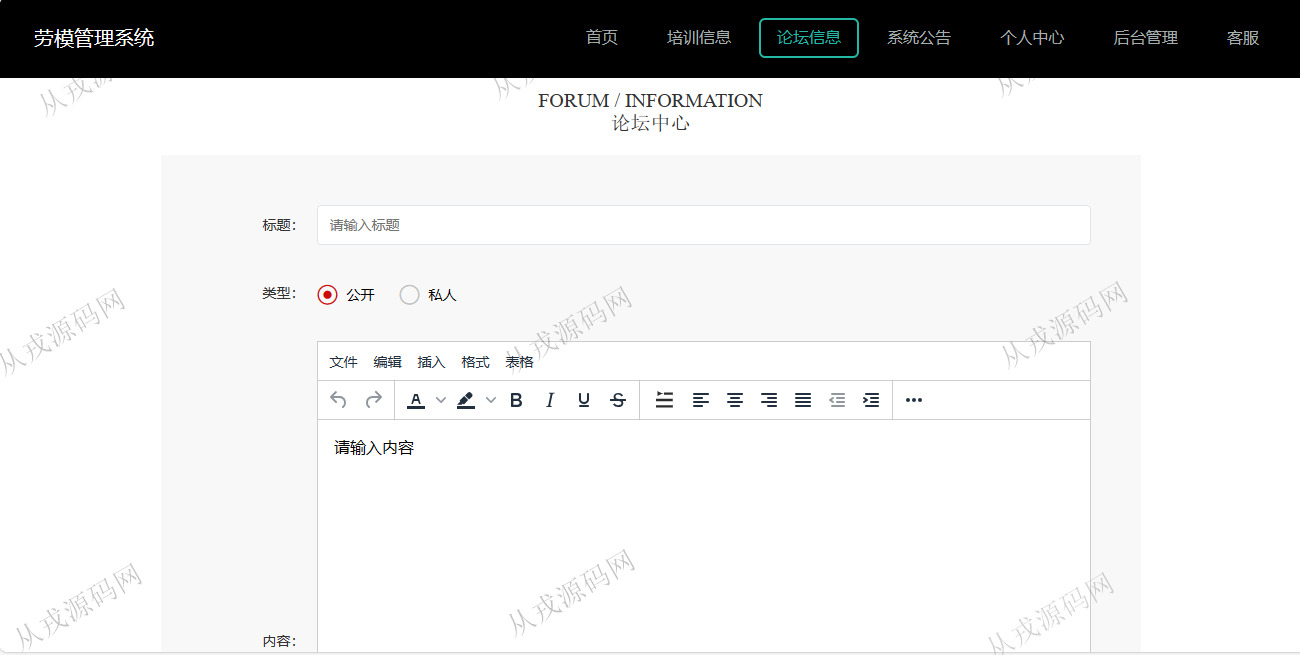 劳模管理系统
首页 培训信息 论坛信息 系统公告 个人中心 后台管理 客服
FORUM / INFORMATION
论坛中心
标题：
请输入标题
类型：
公开 私人
文件 编辑 插入 格式 表格
请输入内容
内容：
从戎源码网
从戎源码网
从戎源码网
从戎源码网
从戎源码网
从戎源码网